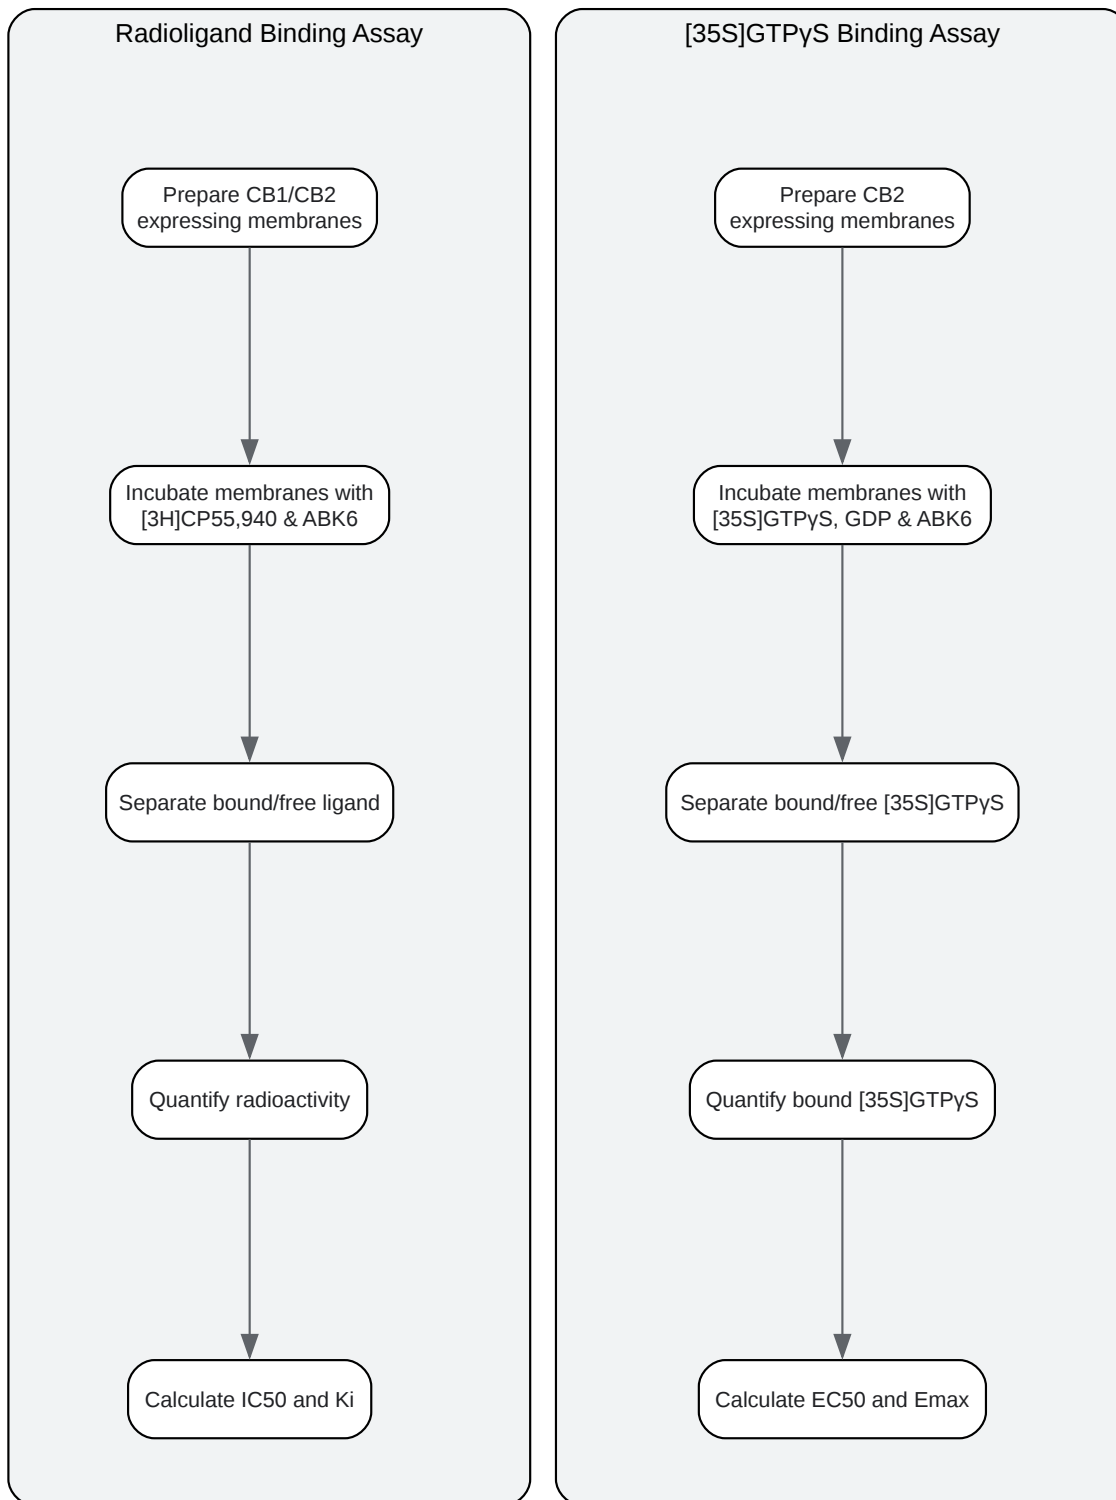 Radioligand Binding Assay
Prepare CB1/CB2
expressing membranes
Incubate membranes with
[3H]CP55,940 & ABK6
Separate bound/free ligand
Quantify radioactivity
Calculate IC50 and Ki
[35S]GTPγS Binding Assay
Prepare CB2
expressing membranes
Incubate membranes with
[35S]GTPγS, GDP & ABK6
Separate bound/free [35S]GTPγS
Quantify bound [35S]GTPγS
Calculate EC50 and Emax